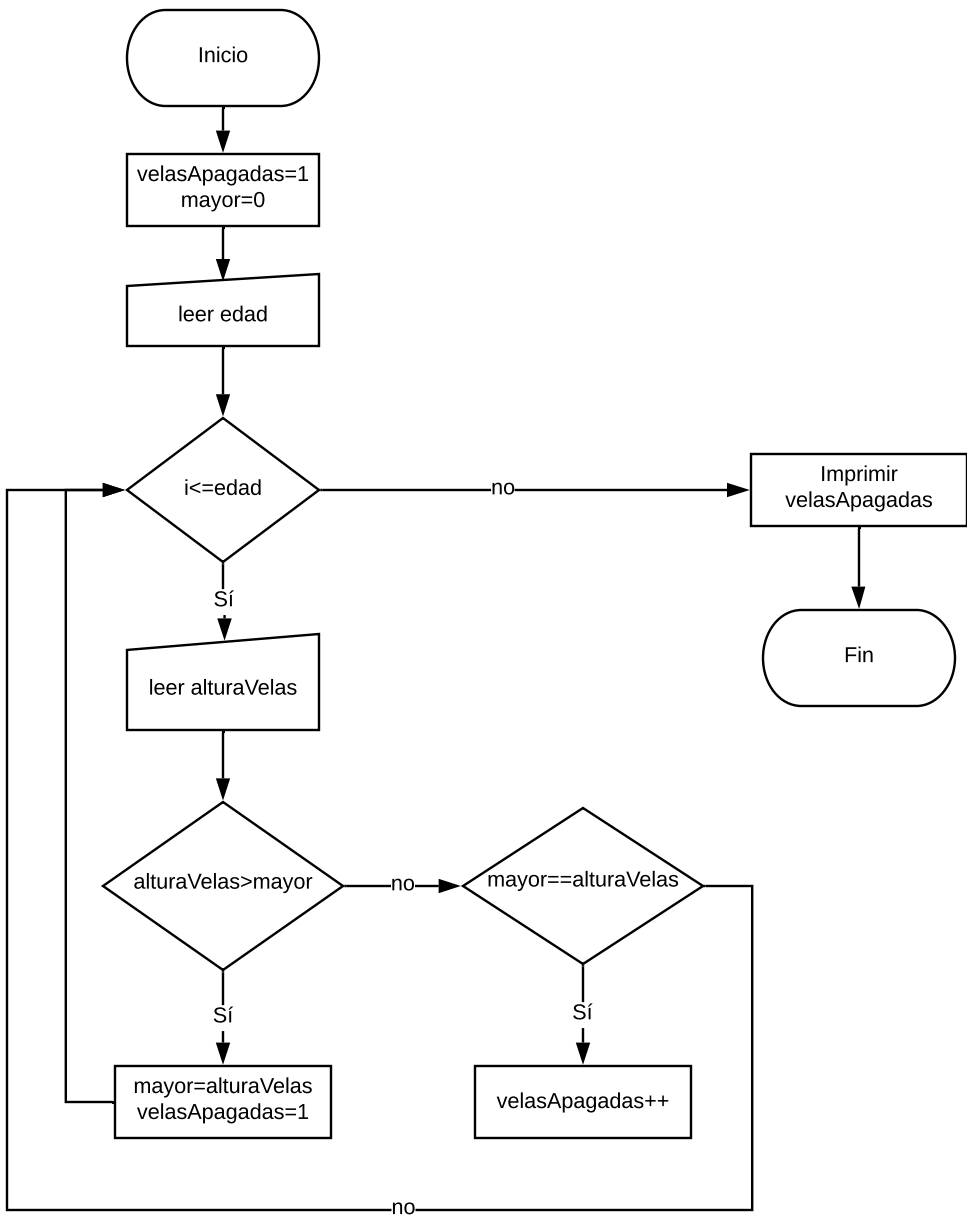 Inicio
velasApagadas=1
mayor=0
leer edad
i<=edad
no
Imprimir
velasApagadas
Sí
Fin
leer alturaVelas
alturaVelas>mayor
no
mayor==alturaVelas
Sí
Sí
mayor=alturaVelas
velasApagadas=1
velasApagadas++
no